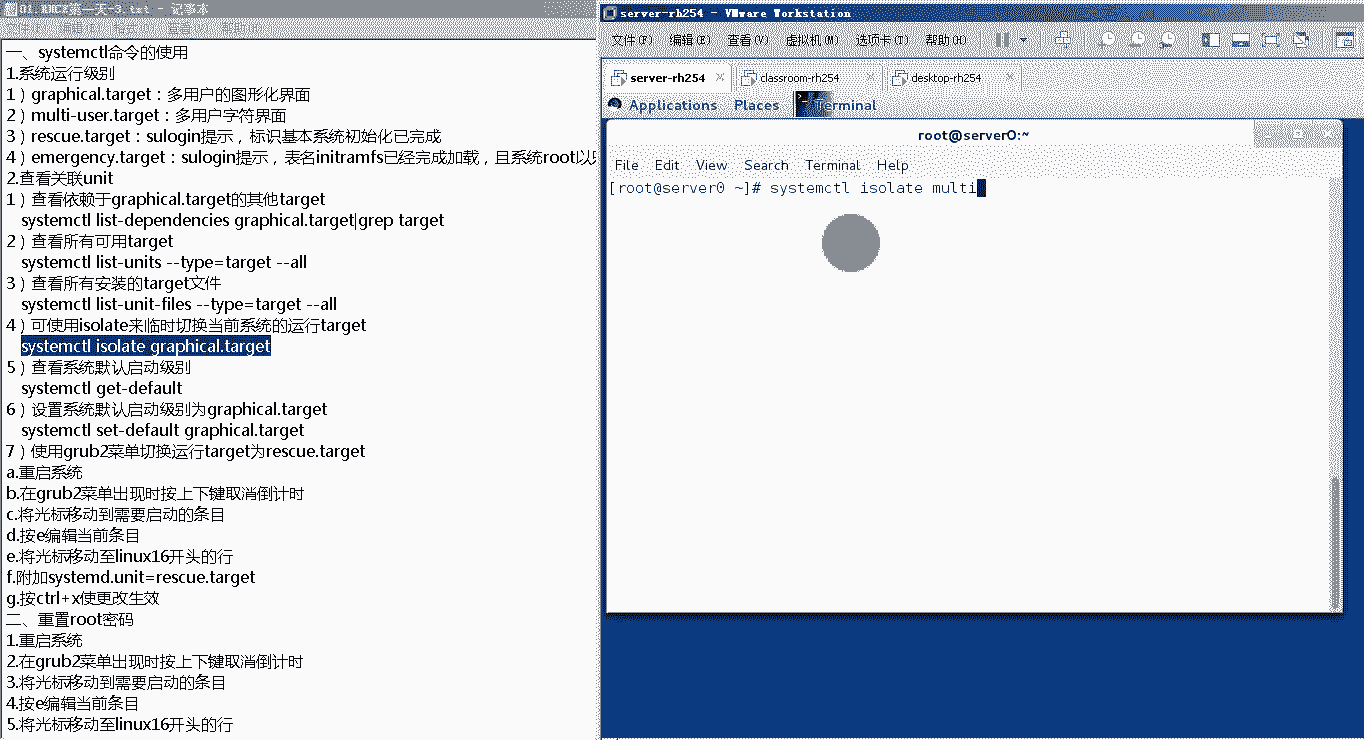 01.RHCE第一天-3.txt - 记事本
一、systemctl命令的使用
1.系统运行级别
1）graphical.target：多用户的图形化界面
2）multi-user.target：多用户字符界面
3）rescue.target：sulogin提示，标识基本系统初始化已完成
4）emergency.target：sulogin提示，表名initramfs已经完成加载，且系统root以
2.查看关联unit
1）查看依赖于graphical.target的其他target
systemctl list-dependencies graphical.target|grep target
2）查看所有可用target
systemctl list-units --type=target --all
3）查看所有安装的target文件
systemctl list-unit-files --type=target --all
4）可使用isolate来临时切换当前系统的运行target
systemctl isolate graphical.target
5）查看系统默认启动级别
systemctl get-default
6）设置系统默认启动级别为graphical.target
systemctl set-default graphical.target
7）使用grub2菜单切换运行target为rescue.target
a.重启系统
b.在grub2菜单出现时按上下键取消倒计时
c.将光标移动到需要启动的条目
d.按e编辑当前条目
e.将光标移动至linux16开头的行
f.附加systemd.unit=rescue.target
g.按ctrl+x使更改生效
二、重置root密码
1.重启系统
2.在grub2菜单出现时按上下键取消倒计时
3.将光标移动到需要启动的条目
4.按e编辑当前条目
5.将光标移动至linux16开头的行
server-rh254 - VMware Workstation
文件(F) 编辑(E) 查看(V) 虚拟机(M) 选项卡(T) 帮助(H)
server-rh254 classroom-rh254 desktop-rh254
Applications Places Terminal
root@server0:~
File Edit View Search Terminal Help
[root@server0 ~]# systemctl isolate multi